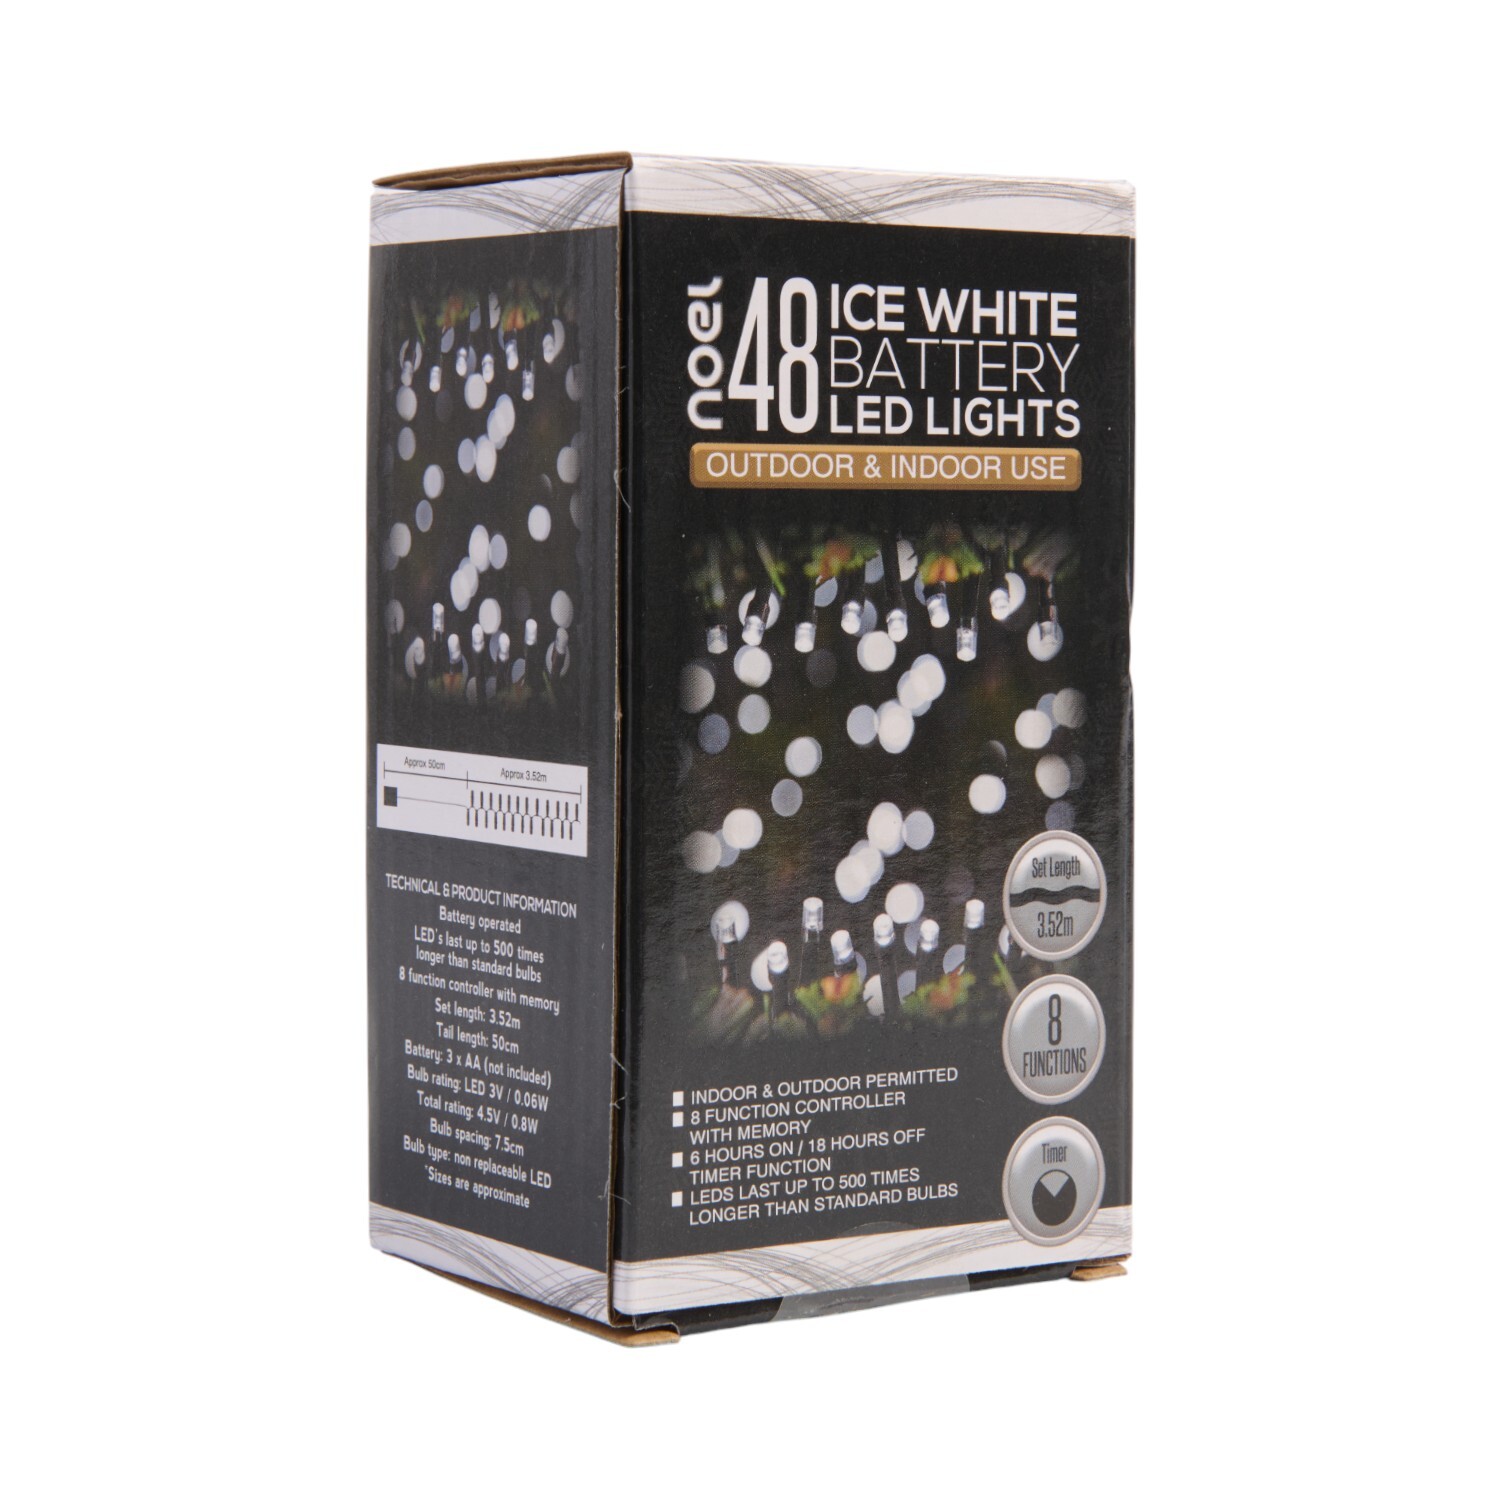 noel
48
ICE WHITE
BATTERY
LED LIGHTS
OUTDOOR & INDOOR USE
Set Length
3.52m
8
FUNCTIONS
Timer
INDOOR & OUTDOOR PERMITTED
8 FUNCTION CONTROLLER
WITH MEMORY
6 HOURS ON / 18 HOURS OFF
TIMER FUNCTION
LEDS LAST UP TO 500 TIMES
LONGER THAN STANDARD BULBS
Approx 50cm
Approx 3.52m
TECHNICAL & PRODUCT INFORMATION
Battery operated
LED's last up to 500 times
longer than standard bulbs
8 function controller with memory
Set length: 3.52m
Tail length: 50cm
Battery: 3 x AA (not included)
Bulb rating: LED 3V / 0.06W
Total rating: 4.5V / 0.8W
Bulb spacing: 7.5cm
Bulb type: non replaceable LED
*Sizes are approximate